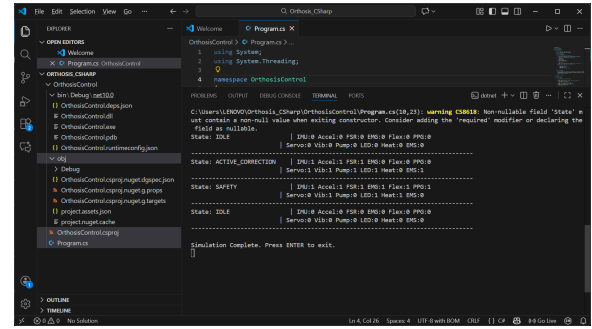 File Edit Selection View Go ...
Orthosis_CSharp
EXPLORER
OPEN EDITORS
Welcome
Program.cs OrthosisControl
ORTHOSIS_CSHARP
OrthosisControl
bin \ Debug \ net10.0
OrthosisControl.deps.json
OrthosisControl.dll
OrthosisControl.exe
OrthosisControl.pdb
OrthosisControl.runtimeconfig.json
obj
Debug
OrthosisControl.csproj.nuget.dgspec.json
OrthosisControl.csproj.nuget.g.props
OrthosisControl.csproj.nuget.g.targets
project.assets.json
project.nuget.cache
OrthosisControl.csproj
Program.cs
OUTLINE
TIMELINE
Welcome Program.cs
OrthosisControl > Program.cs > ...
1 using System;
2 using System.Threading;
3
4 namespace OrthosisControl
PROBLEMS OUTPUT DEBUG CONSOLE TERMINAL PORTS
dotnet
C:\Users\LENOVO\Orthosis_CSharp\OrthosisControl\Program.cs(18,23): warning CS8618: Non-nullable field 'State' m
ust contain a non-null value when exiting constructor. Consider adding the 'required' modifier or declaring the
field as nullable.
State: IDLE | IMU:0 Accel:0 FSR:0 EMG:0 Flex:0 PPG:0
| Servo:0 Vib:0 Pump:0 LED:0 Heat:0 EMS:0
State: ACTIVE_CORRECTION | IMU:1 Accel:1 FSR:1 EMG:1 Flex:1 PPG:0
| Servo:1 Vib:1 Pump:1 LED:1 Heat:1 EMS:0
State: SAFETY | IMU:1 Accel:1 FSR:1 EMG:1 Flex:1 PPG:1
| Servo:0 Vib:0 Pump:0 LED:1 Heat:0 EMS:0
State: IDLE | IMU:0 Accel:0 FSR:0 EMG:0 Flex:0 PPG:0
| Servo:0 Vib:0 Pump:0 LED:0 Heat:0 EMS:0
Simulation Complete. Press ENTER to exit.
0 0 No Solution
Ln 4, Col 26 Spaces: 4 UTF-8 with BOM CRLF { } C# Go Live